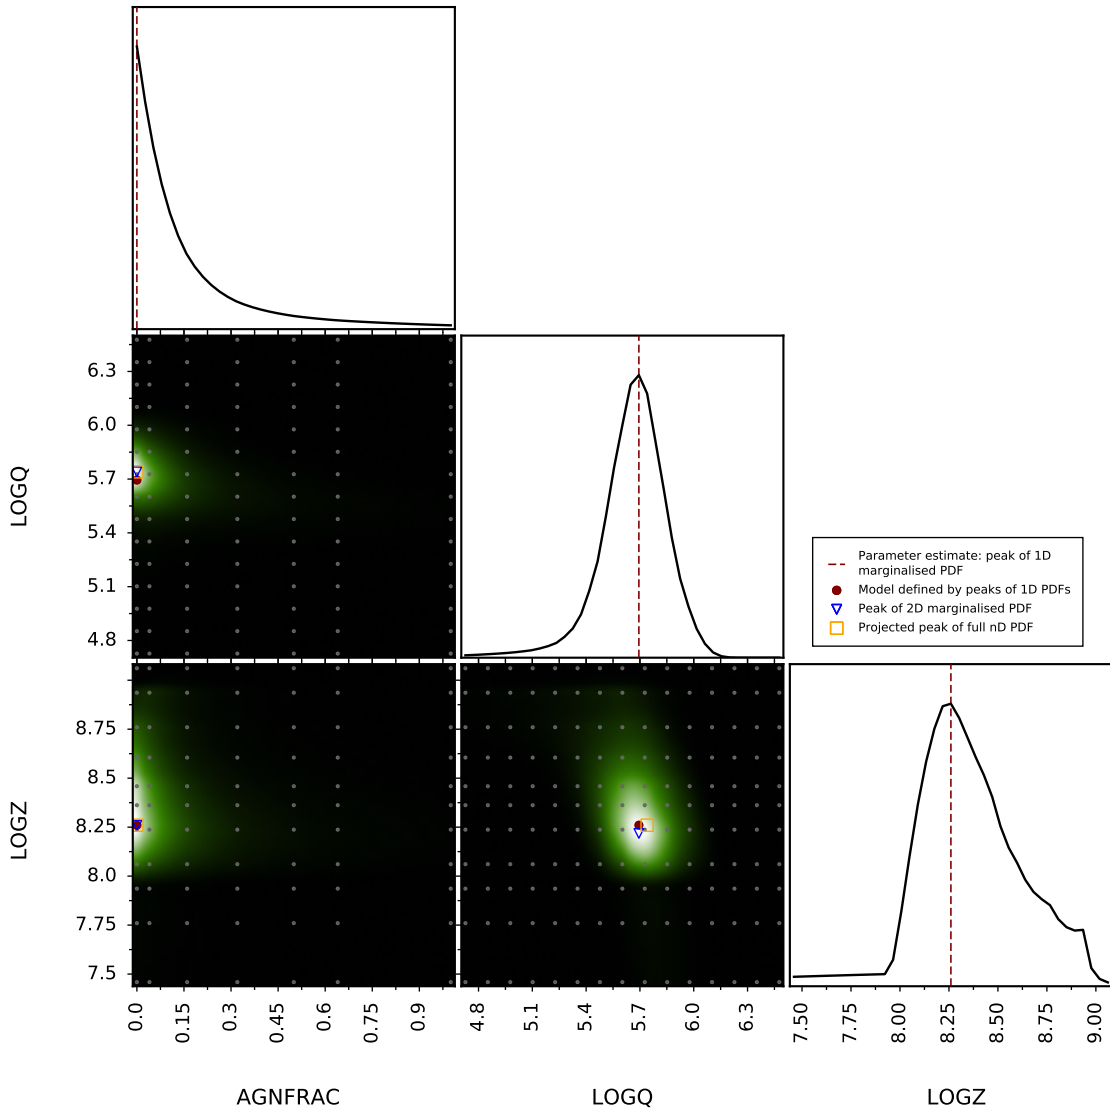 6.3
6.0
5.7
5.4
5.1
4.8
LOGQ
Parameter estimate: peak of 1D
marginalised PDF
Model defined by peaks of 1D PDFs
Peak of 2D marginalised PDF
Projected peak of full nD PDF
8.75
8.5
8.25
8.0
7.75
7.5
LOGZ
0.0 0.15 0.3 0.45 0.6 0.75 0.9
4.8 5.1 5.4 5.7 6.0 6.3
7.50 7.75 8.00 8.25 8.50 8.75 9.00
AGNFRAC
LOGQ
LOGZ